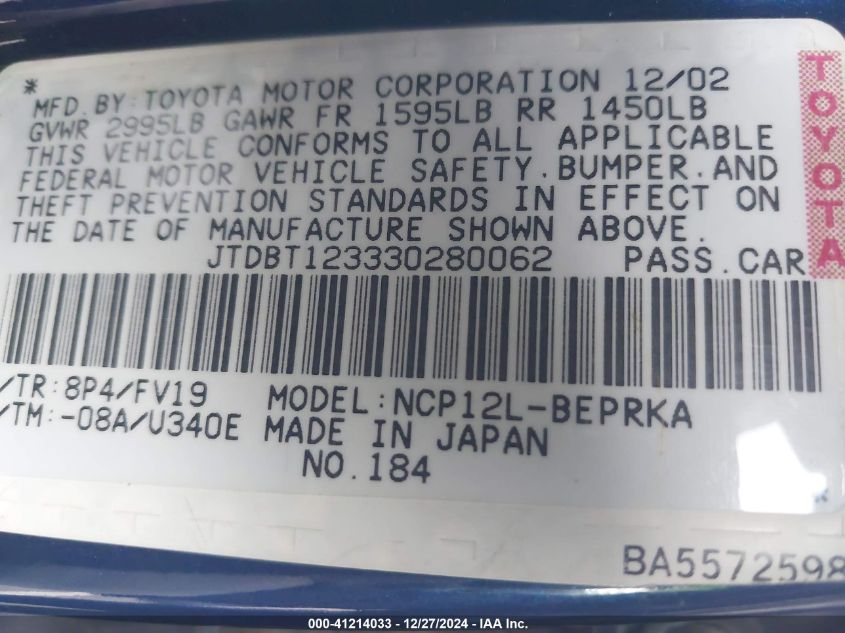 * MFD.BY:TOYOTA MOTOR CORPORATION 12/02
GVWR 2995LB GAWR FR 1595LB RR 1450LB
THIS VEHICLE CONFORMS TO ALL APPLICABLE
FEDERAL MOTOR VEHICLE SAFETY.BUMPER.AND
THEFT PREVENTION STANDARDS IN EFFECT ON
THE DATE OF MANUFACTURE SHOWN ABOVE.
JTDBT123330280062 PASS.CAR
TOYOTA
/TR:8P4/FV19 MODEL:NCP12L-BEPRKA
/TM:-08A/U340E MADE IN JAPAN
NO.184
BA5572598
000-41214033 – 12/27/2024 – IAA Inc.